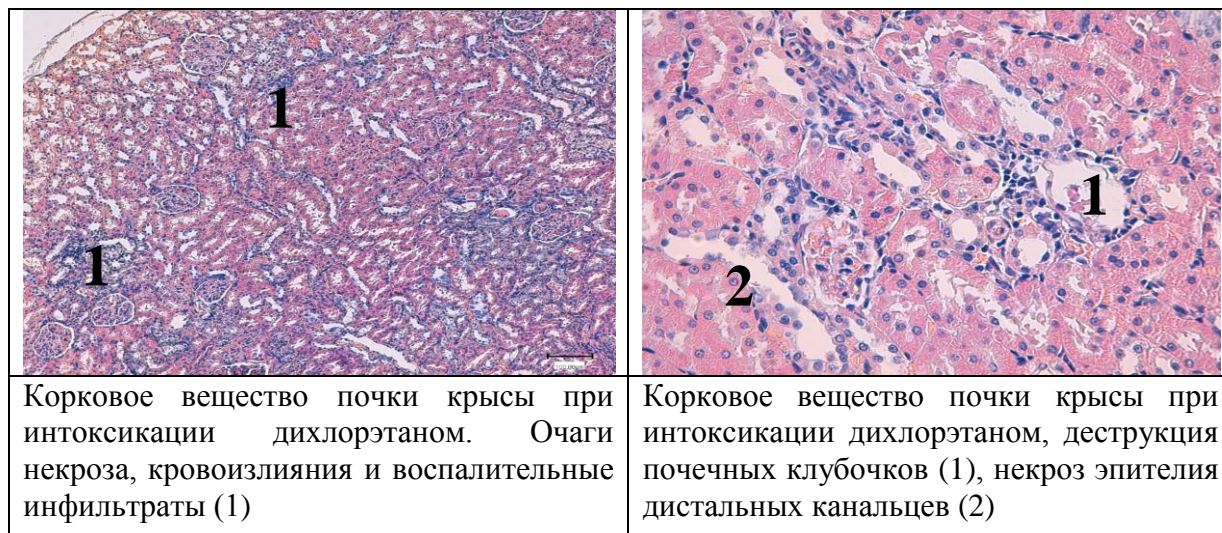 1
1
1
2
Корковое вещество почки крысы при
интоксикации дихлорэтаном. Очаги
некроза, кровоизлияния и воспалительные
инфильтраты (1)
Корковое вещество почки крысы при
интоксикации дихлорэтаном, деструкция
почечных клубочков (1), некроз эпителия
дистальных канальцев (2)